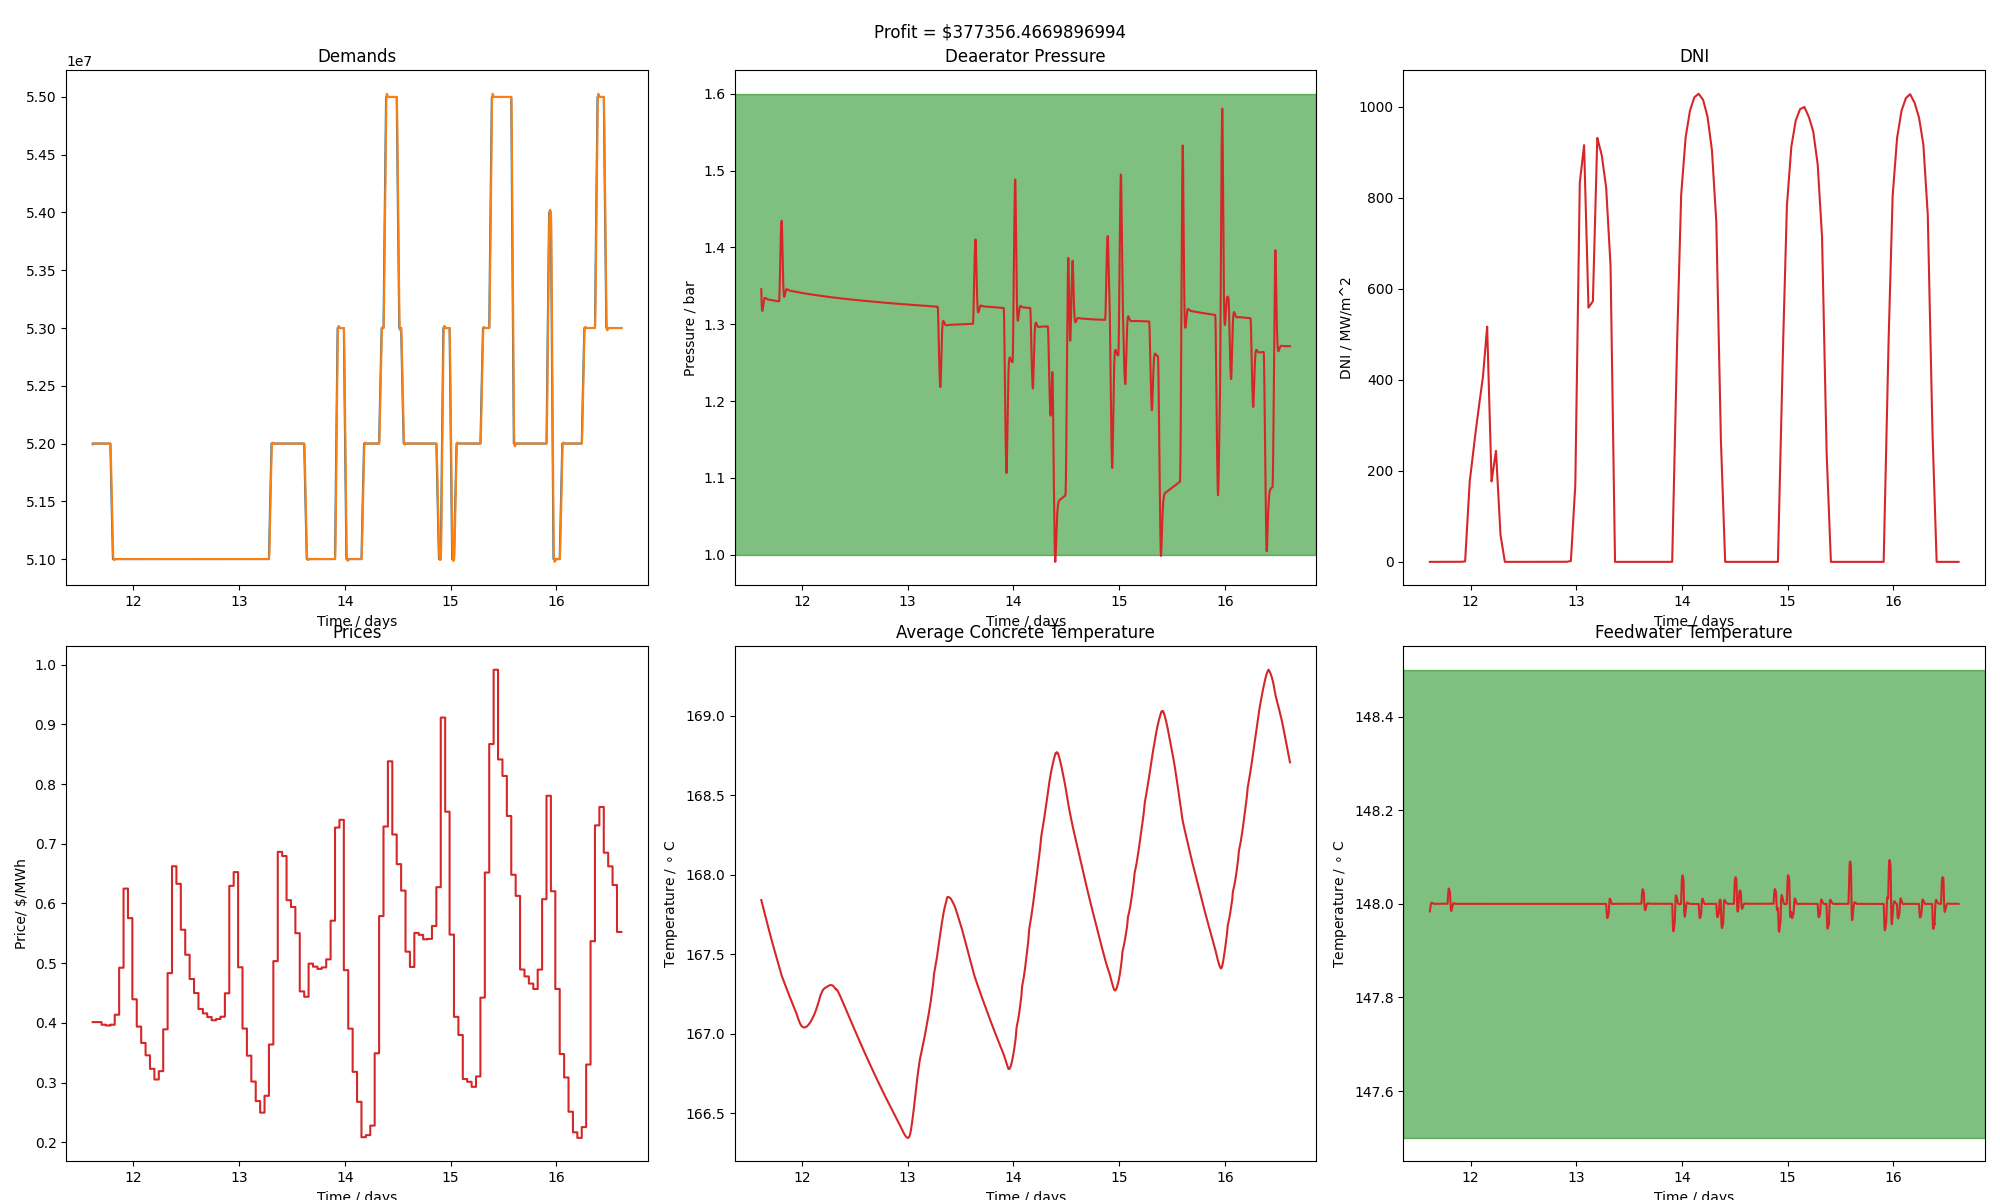 Profit = $377356.4669896994
Demands
1e7
5.50
5.45
5.40
5.35
5.30
5.25
5.20
5.15
5.10
12 13 14 15 16
Time / days
Deaerator Pressure
Pressure / bar
1.6
1.5
1.4
1.3
1.2
1.1
1.0
12 13 14 15 16
Time / days
DNI
DNI / MW/m^2
1000
800
600
400
200
0
12 13 14 15 16
Time / days
Prices
Price/ $/MWh
1.0
0.9
0.8
0.7
0.6
0.5
0.4
0.3
0.2
12 13 14 15 16
Time / days
Average Concrete Temperature
Temperature / ∘ C
169.0
168.5
168.0
167.5
167.0
166.5
12 13 14 15 16
Time / days
Feedwater Temperature
Temperature / ∘ C
148.4
148.2
148.0
147.8
147.6
12 13 14 15 16
Time / days